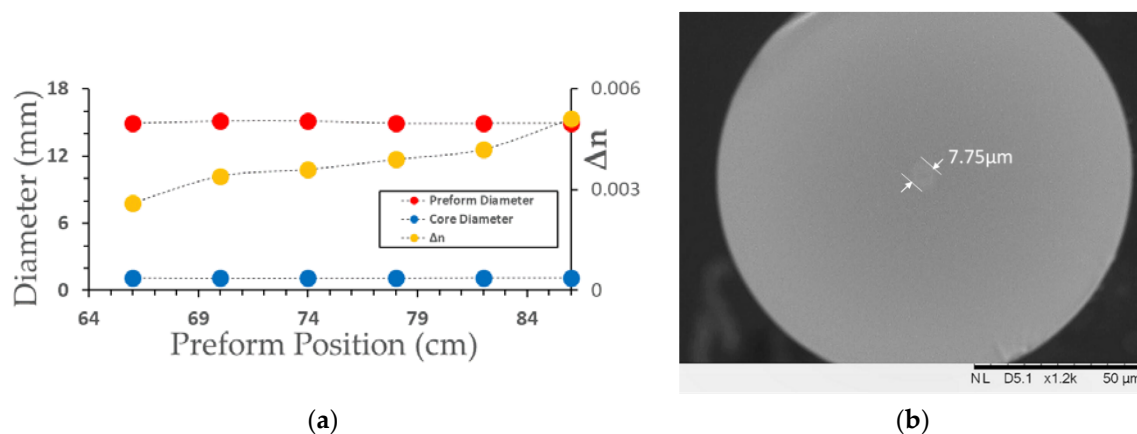 18
12
6
0
Diameter (mm)
0.006
0.003
0
Δn
Preform Diameter
Core Diameter
Δn
64
69
74
79
84
Preform Position (cm)
(a)
7.75µm
NL D5.1 x1.2k 50 µm
(b)